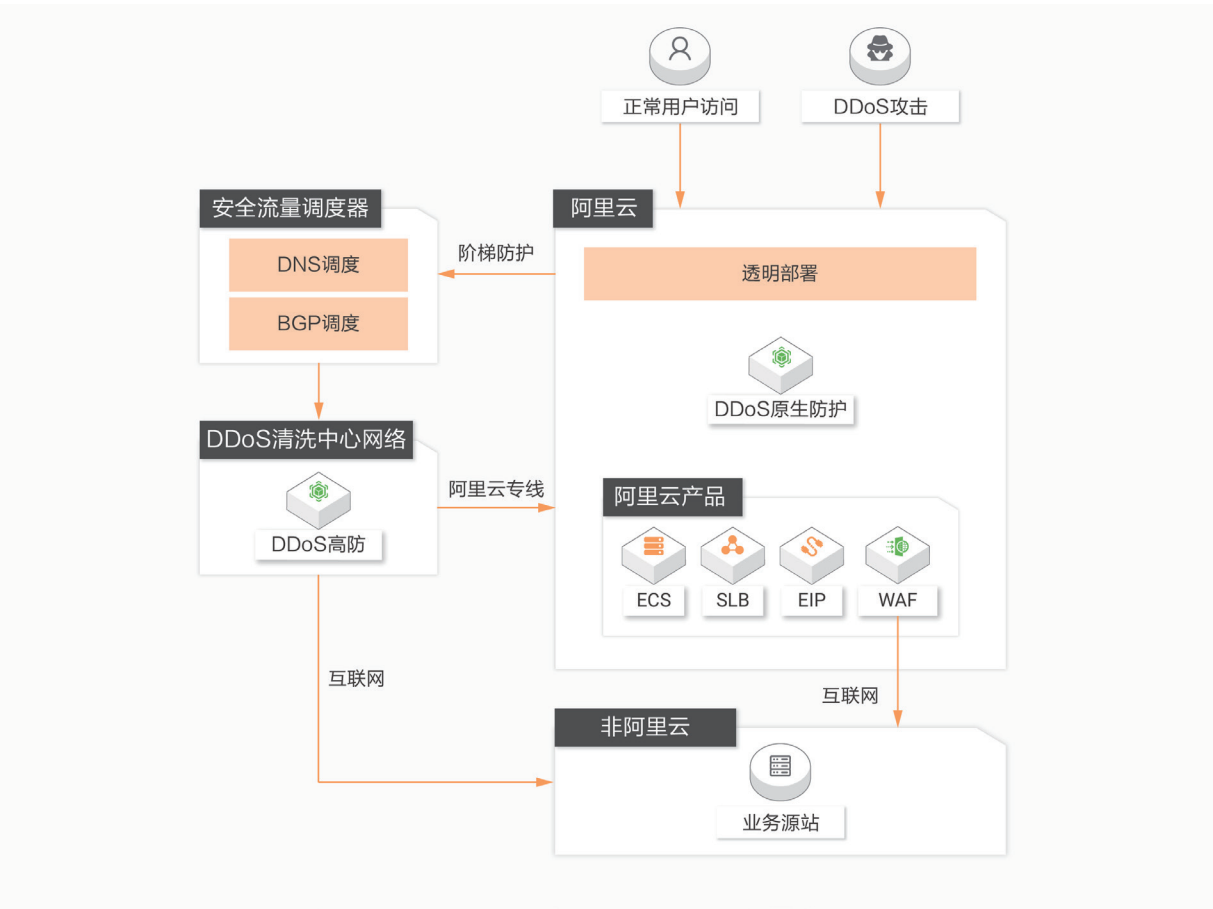 正常用户访问
DDoS攻击
安全流量调度器
DNS调度
BGP调度
阶梯防护
阿里云
透明部署
DDoS原生防护
DDoS清洗中心网络
DDoS高防
阿里云专线
阿里云产品
ECS
SLB
EIP
WAF
互联网
互联网
非阿里云
业务源站